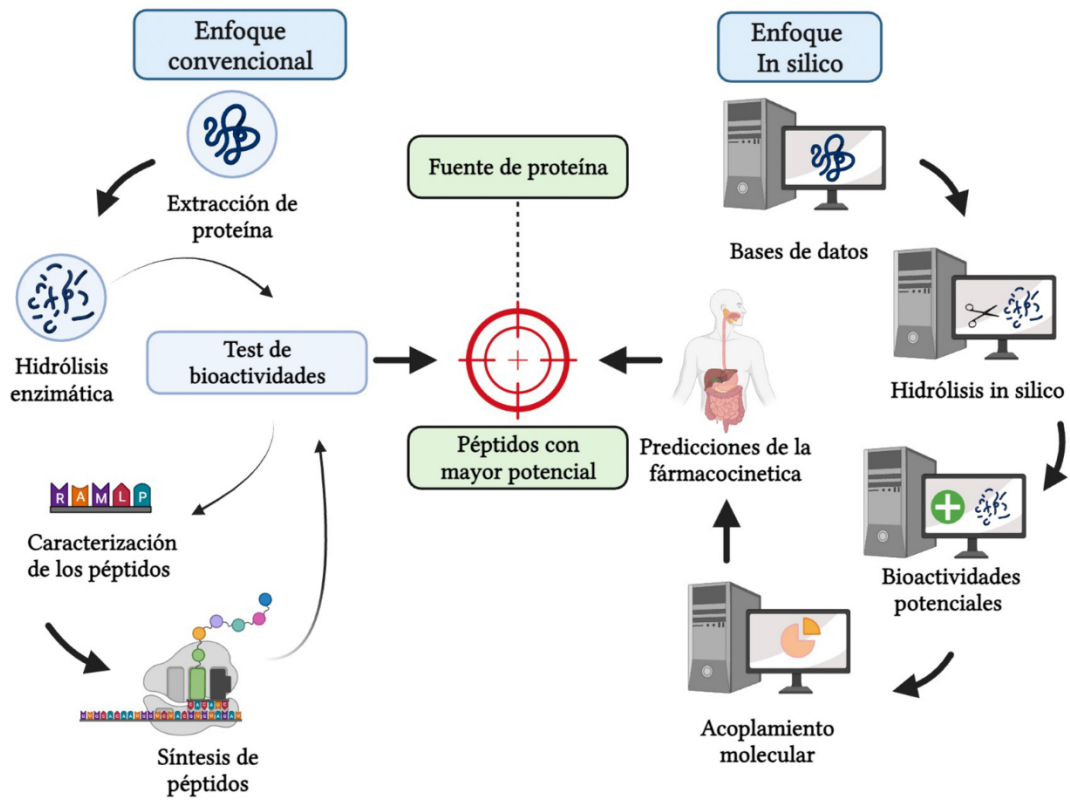 Enfoque
convencional
Extracción de
proteína
Hidrólisis
enzimática
Test de
bioactividades
R A M L P
Caracterización
de los péptidos
Síntesis de
péptidos
Fuente de proteína
Péptidos con
mayor potencial
Enfoque
In silico
Bases de datos
Hidrólisis in silico
Bioactividades
potenciales
Acoplamiento
molecular
Predicciones de la
fármacocinetica